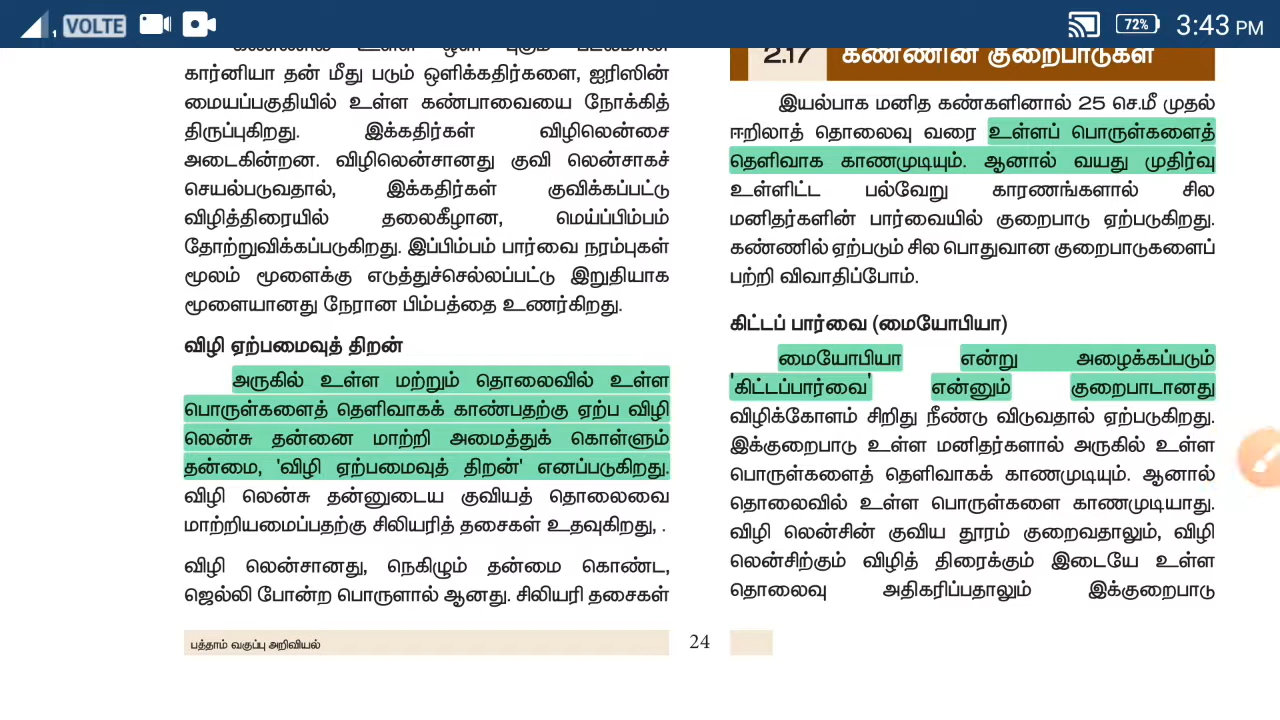 VOLTE 72% 3:43 PM
கண்ணில் உள்ள ஒளி புகும் படலமான
கார்னியா தன் மீது படும் ஒளிக்கதிர்களை, ஐரிஸின்
மையப்பகுதியில் உள்ள கண்பாவையை நோக்கித்
திருப்புகிறது. இக்கதிர்கள் விழிலென்சை
அடைகின்றன. விழிலென்சானது குவி லென்சாகச்
செயல்படுவதால், இக்கதிர்கள் குவிக்கப்பட்டு
விழித்திரையில் தலைகீழான, மெய்ப்பிம்பம்
தோற்றுவிக்கப்படுகிறது. இப்பிம்பம் பார்வை நரம்புகள்
மூலம் மூளைக்கு எடுத்துச்செல்லப்பட்டு இறுதியாக
மூளையானது நேரான பிம்பத்தை உணர்கிறது.
விழி ஏற்பமைவுத் திறன்
அருகில் உள்ள மற்றும் தொலைவில் உள்ள
பொருள்களைத் தெளிவாகக் காண்பதற்கு ஏற்ப விழி
லென்சு தன்னை மாற்றி அமைத்துக் கொள்ளும்
தன்மை, 'விழி ஏற்பமைவுத் திறன்' எனப்படுகிறது.
விழி லென்சு தன்னுடைய குவியத் தொலைவை
மாற்றியமைப்பதற்கு சிலியரித் தசைகள் உதவுகிறது, .
விழி லென்சானது, நெகிழும் தன்மை கொண்ட,
ஜெல்லி போன்ற பொருளால் ஆனது. சிலியரி தசைகள்
2.17 கண்ணின் குறைபாடுகள்
இயல்பாக மனித கண்களினால் 25 செ.மீ முதல்
ஈறிலாத் தொலைவு வரை உள்ளப் பொருள்களைத்
தெளிவாக காணமுடியும். ஆனால் வயது முதிர்வு
உள்ளிட்ட பல்வேறு காரணங்களால் சில
மனிதர்களின் பார்வையில் குறைபாடு ஏற்படுகிறது.
கண்ணில் ஏற்படும் சில பொதுவான குறைபாடுகளைப்
பற்றி விவாதிப்போம்.
கிட்டப் பார்வை (மையோபியா)
மையோபியா என்று அழைக்கப்படும்
'கிட்டப்பார்வை' என்னும் குறைபாடானது
விழிக்கோளம் சிறிது நீண்டு விடுவதால் ஏற்படுகிறது.
இக்குறைபாடு உள்ள மனிதர்களால் அருகில் உள்ள
பொருள்களைத் தெளிவாகக் காணமுடியும். ஆனால்
தொலைவில் உள்ள பொருள்களை காணமுடியாது.
விழி லென்சின் குவிய தூரம் குறைவதாலும், விழி
லென்சிற்கும் விழித் திரைக்கும் இடையே உள்ள
தொலைவு அதிகரிப்பதாலும் இக்குறைபாடு
பத்தாம் வகுப்பு அறிவியல் 24